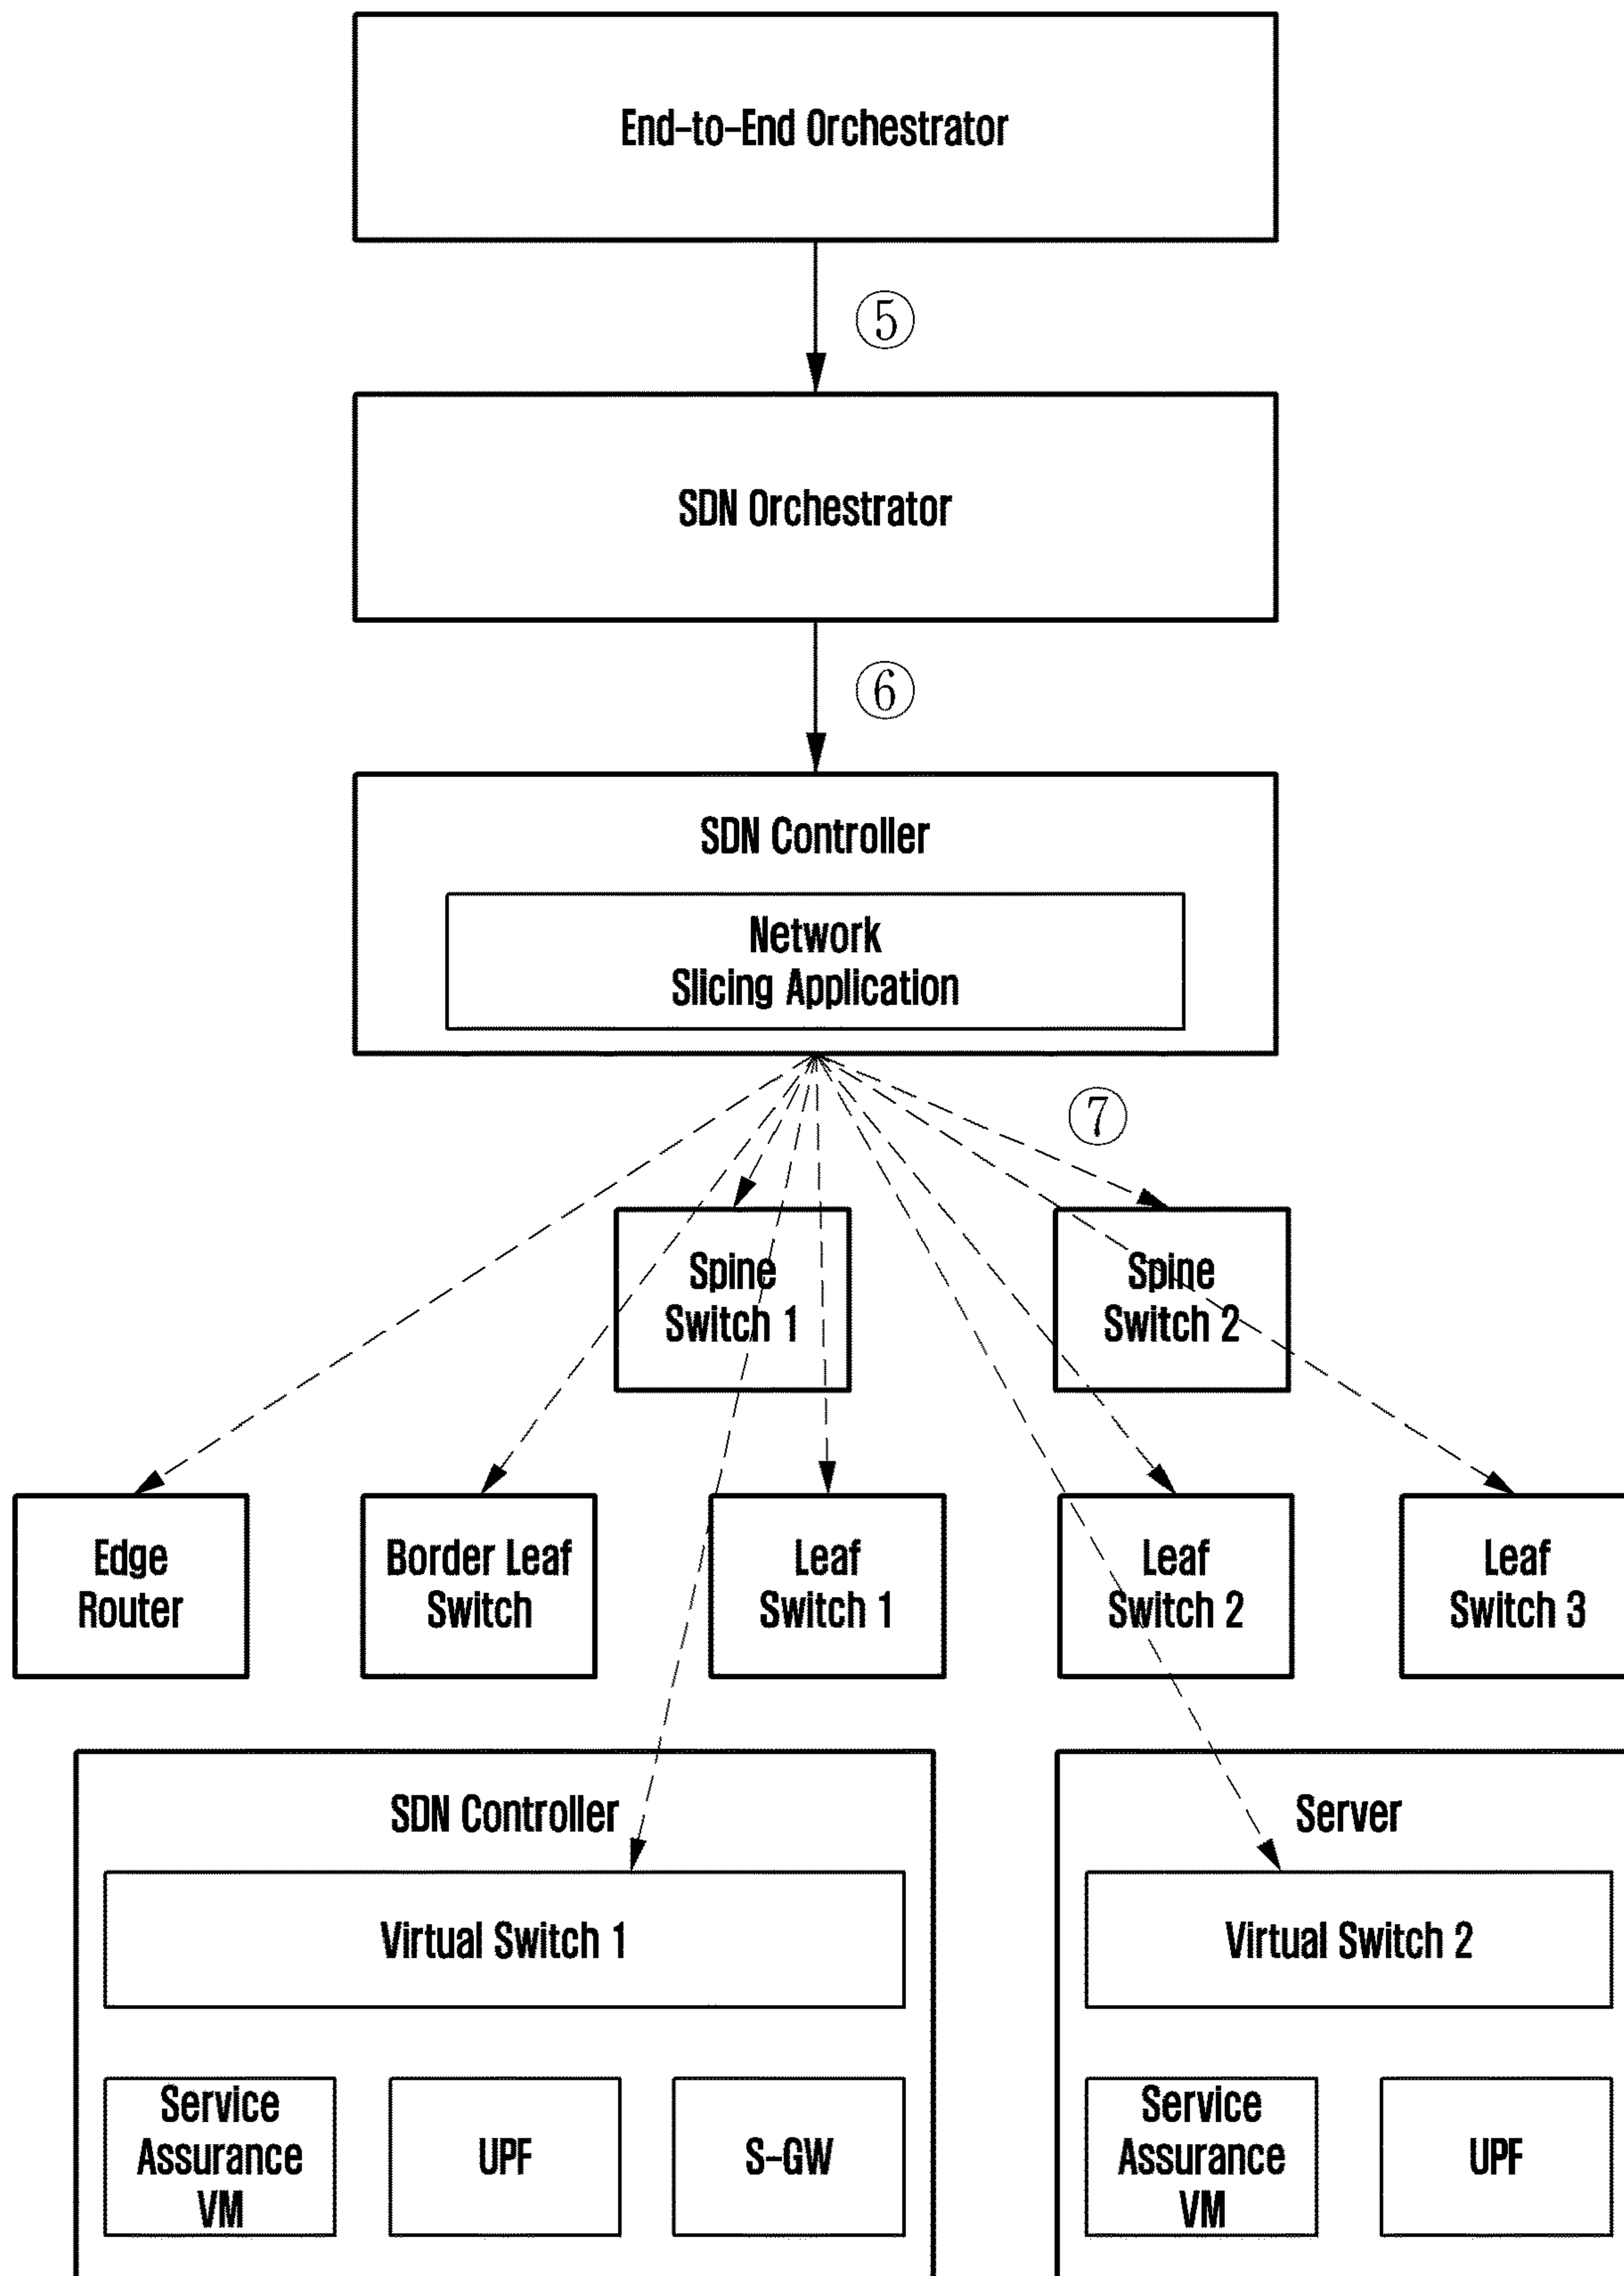 End-to-End Orchestrator
⑤
SDN Orchestrator
⑥
SDN Controller
Network
Slicing Application
⑦
Spine
Switch 1
Spine
Switch 2
Edge
Router
Border Leaf
Switch
Leaf
Switch 1
Leaf
Switch 2
Leaf
Switch 3
SDN Controller
Virtual Switch 1
Service
Assurance
VM
UPF
S-GW
Server
Virtual Switch 2
Service
Assurance
VM
UPF